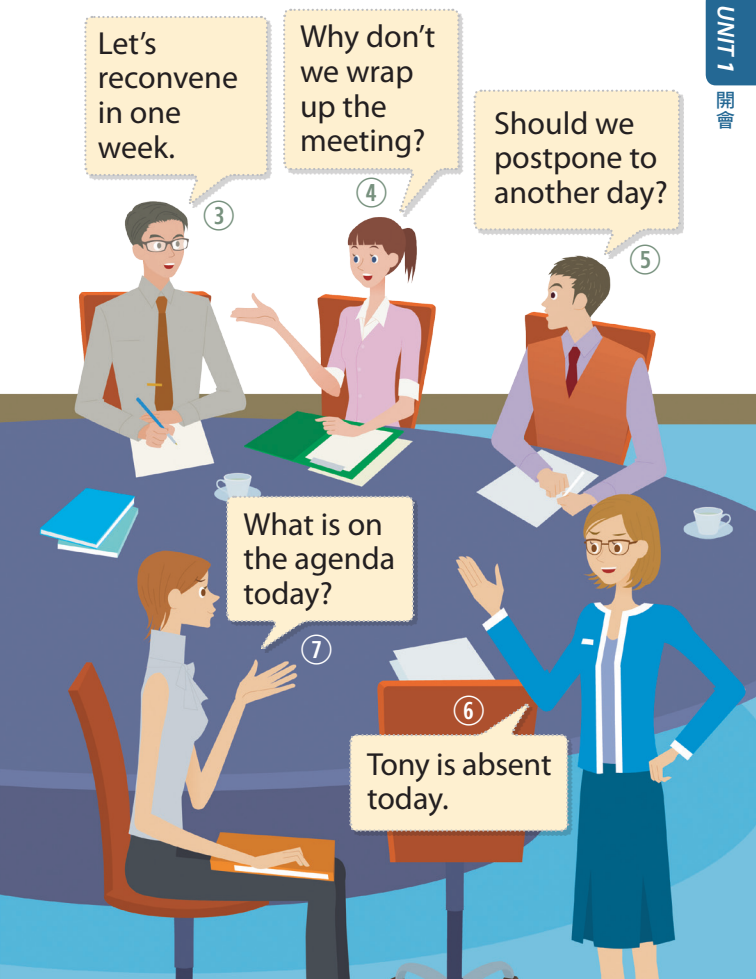 UNIT 1 開會
Let's
reconvene
in one
week.
③
Why don't
we wrap
up the
meeting?
④
Should we
postpone to
another day?
⑤
What is on
the agenda
today?
⑦
⑥
Tony is absent
today.